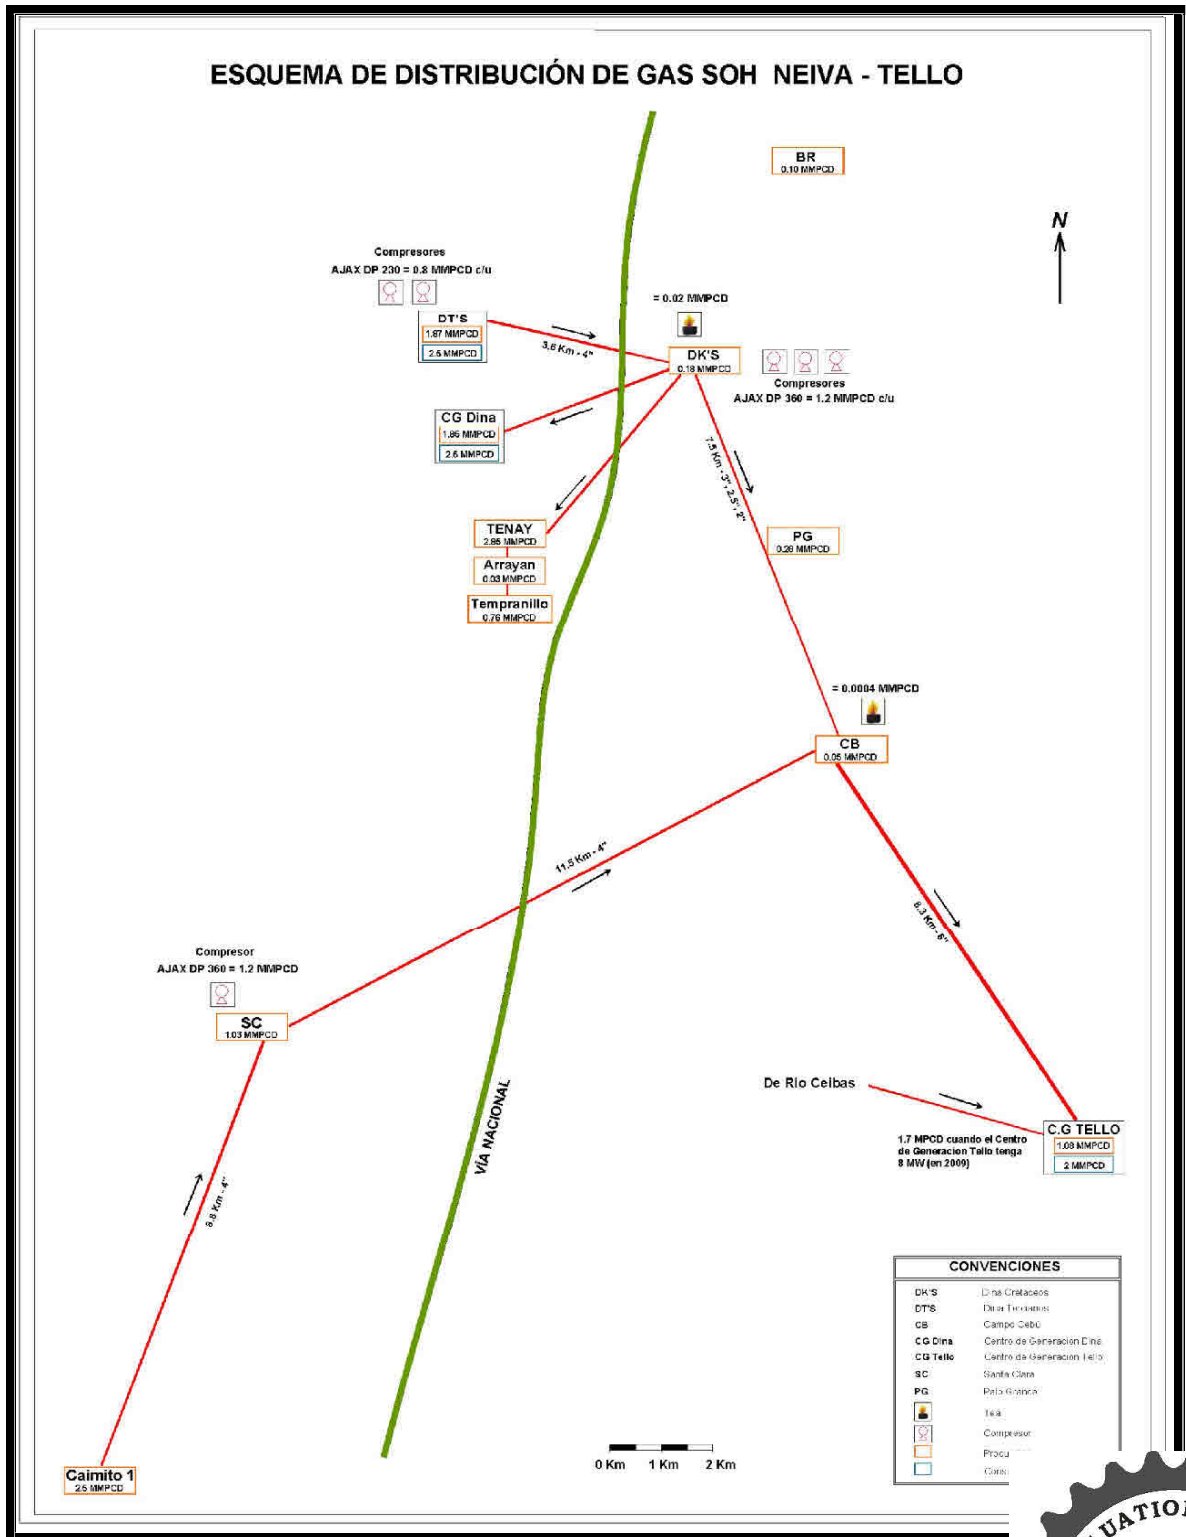 ESQUEMA DE DISTRIBUCIÓN DE GAS SOH NEIVA - TELLO
BR
0.10 MMPCD
N
Compresores
AJAX DP 230 = 0.8 MMPCD c/u
= 0.02 MMPCD
DT'S
1.87 MMPCD
2.5 MMPCD
3.6 Km - 4"
DK'S
0.18 MMPCD
Compresores
AJAX DP 360 = 1.2 MMPCD c/u
CG Dina
1.85 MMPCD
2.5 MMPCD
7.5 Km - 3", 2.5", 2"
TENAY
2.85 MMPCD
PG
0.28 MMPCD
Arrayan
0.03 MMPCD
Tempranillo
0.76 MMPCD
= 0.0004 MMPCD
CB
0.05 MMPCD
11.5 Km - 4"
8.3 Km - 6"
Compresor
AJAX DP 360 = 1.2 MMPCD
SC
1.03 MMPCD
De Rio Ceibas
VÍA NACIONAL
1.7 MPCD cuando el Centro
de Generacion Tello tenga
8 MW (en 2009)
C.G TELLO
1.08 MMPCD
2 MMPCD
8.8 Km - 4"
CONVENCIONES
DK'S Dina Cretaceos
DT'S Dina Terciarios
CB Campo Cebú
CG Dina Centro de Generacion Dina
CG Tello Centro de Generacion Tello
SC Santa Clara
PG Palo Grande
Tea
Compresor
Produ
Cons
0 Km 1 Km 2 Km
Caimito 1
25 MMPCD
UATION